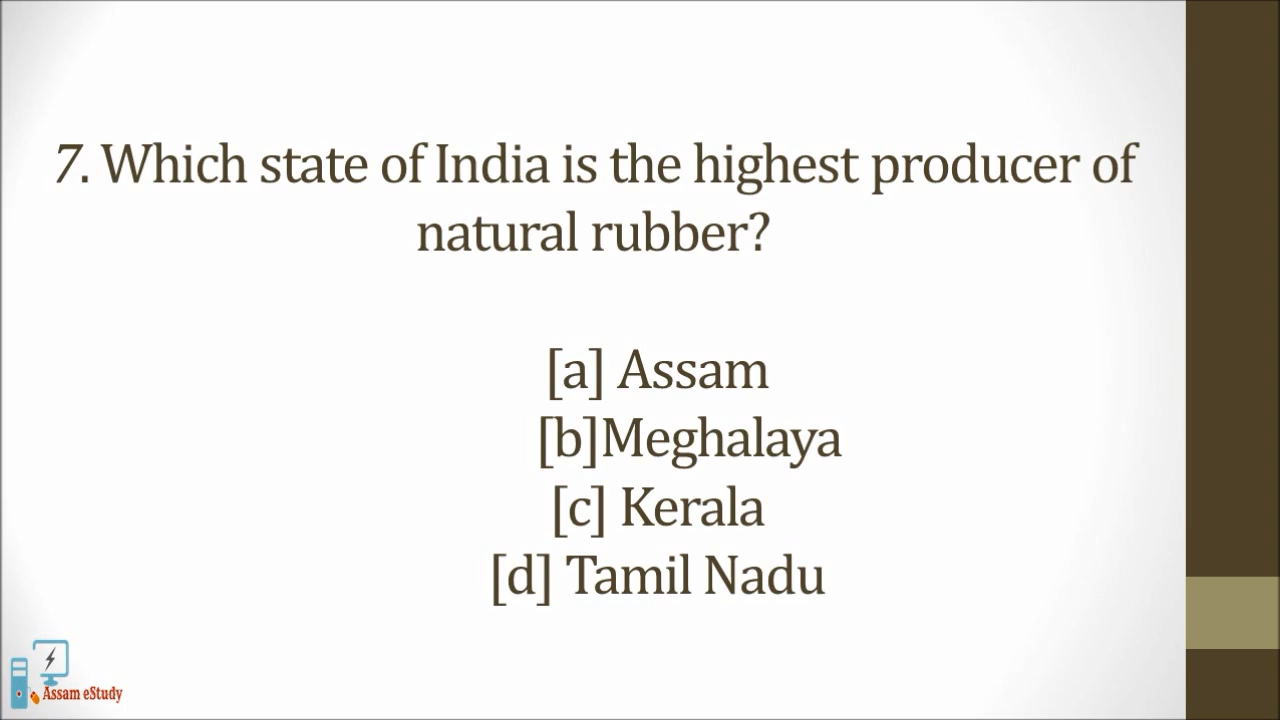 7. Which state of India is the highest producer of
natural rubber?
[a] Assam
[b]Meghalaya
[c] Kerala
[d] Tamil Nadu
Assam eStudy